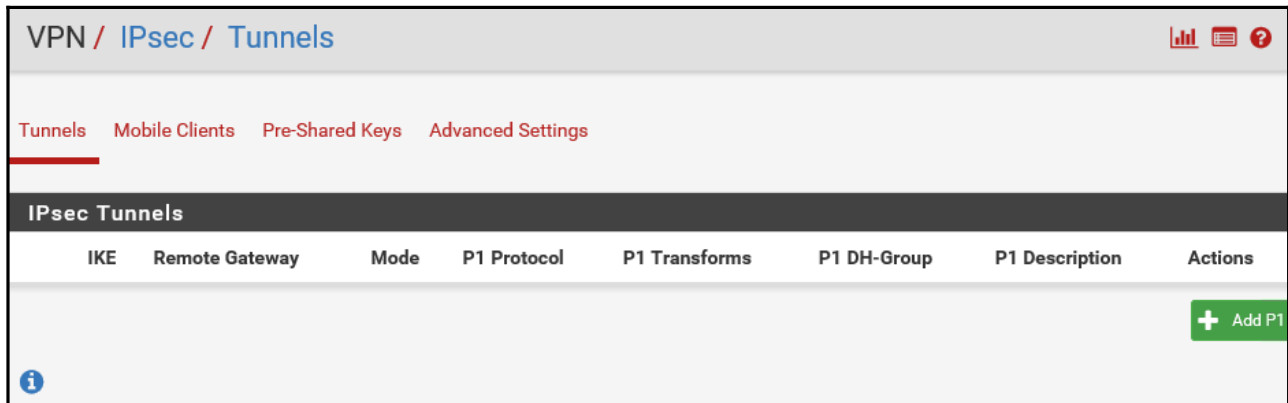 VPN / IPsec / Tunnels
Tunnels Mobile Clients Pre-Shared Keys Advanced Settings
IPsec Tunnels
IKE Remote Gateway Mode P1 Protocol P1 Transforms P1 DH-Group P1 Description Actions
Add P1